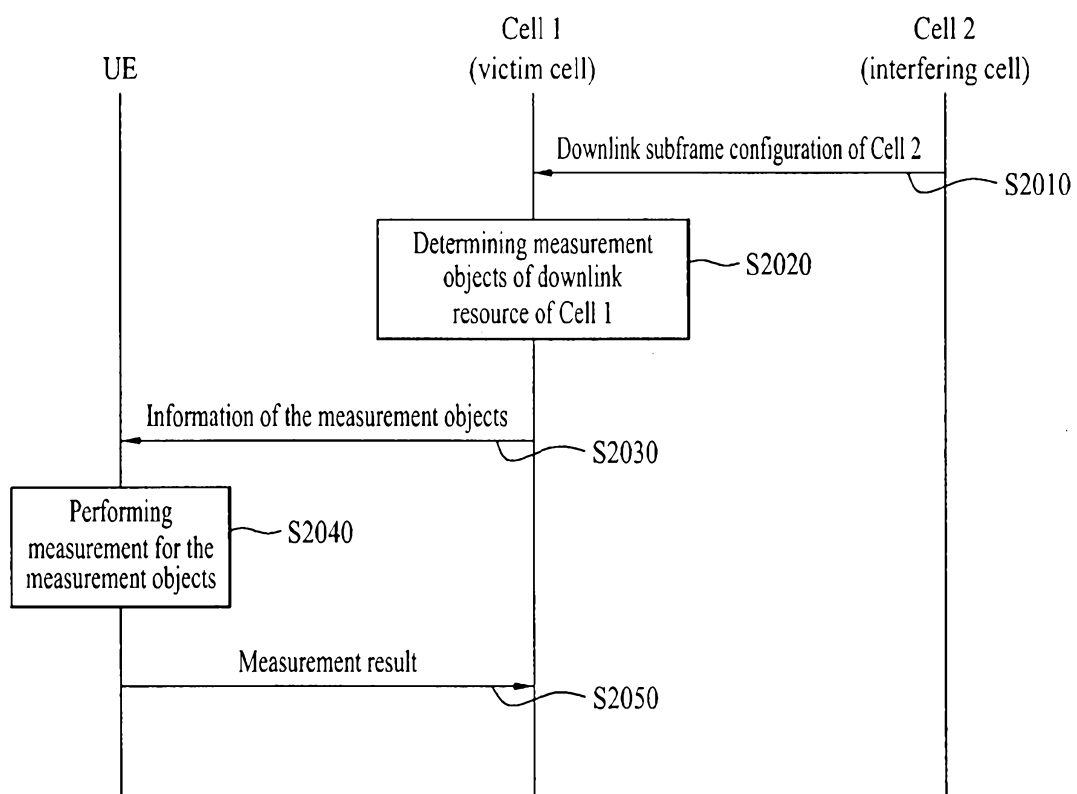 UE
Cell 1
(victim cell)
Cell 2
(interfering cell)
Downlink subframe configuration of Cell 2
S2010
Determining measurement
objects of downlink
resource of Cell 1
S2020
Information of the measurement objects
S2030
Performing
measurement for the
measurement objects
S2040
Measurement result
S2050